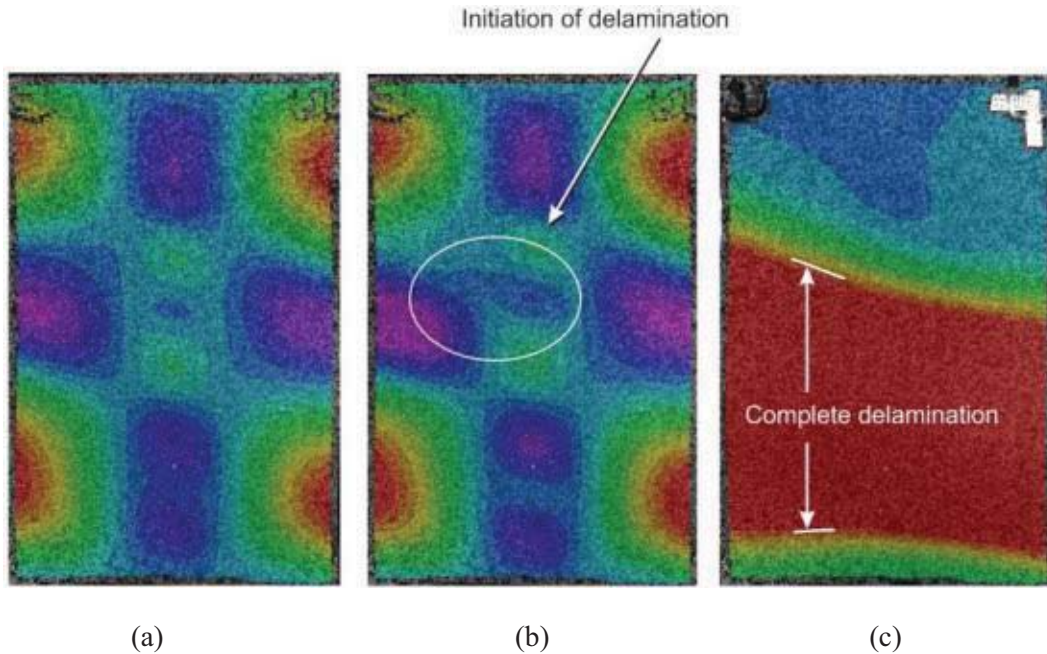 Initiation of delamination
Complete delamination
(a)
(b)
(c)